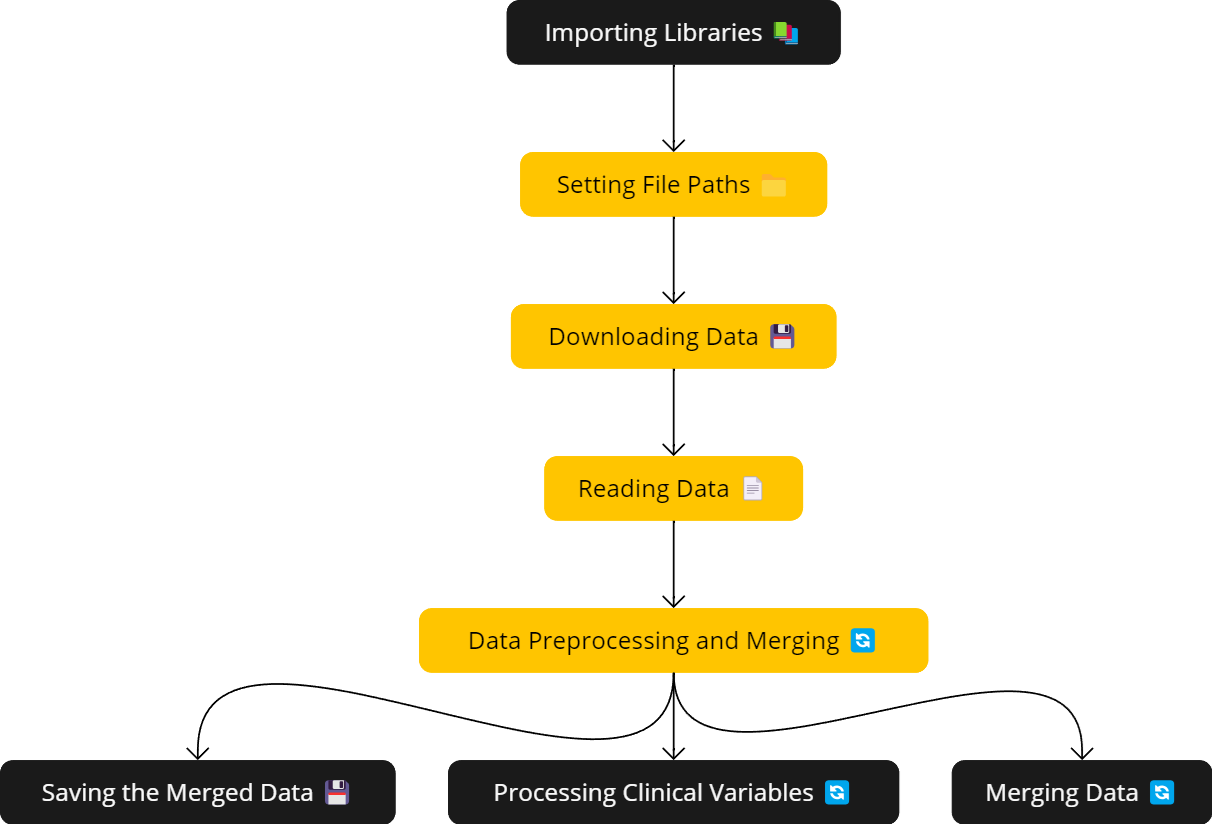 Importing Libraries
Setting File Paths
Downloading Data
Reading Data
Data Preprocessing and Merging
Saving the Merged Data
Processing Clinical Variables
Merging Data